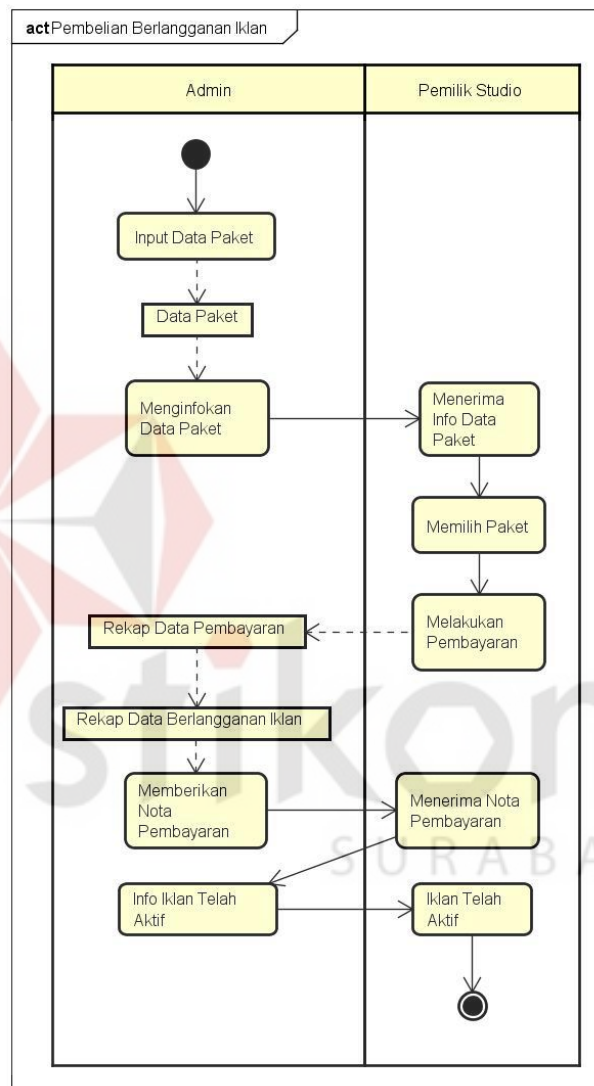 act Pembelian Berlangganan Iklan
Admin
Pemilik Studio
Input Data Paket
Data Paket
Menginfokan
Data Paket
Menerima
Info Data
Paket
Memilih Paket
Melakukan
Pembayaran
Rekap Data Pembayaran
Rekap Data Berlangganan Iklan
Memberikan
Nota
Pembayaran
Menerima Nota
Pembayaran
Info Iklan Telah
Aktif
Iklan Telah
Aktif
stikom
SURABA